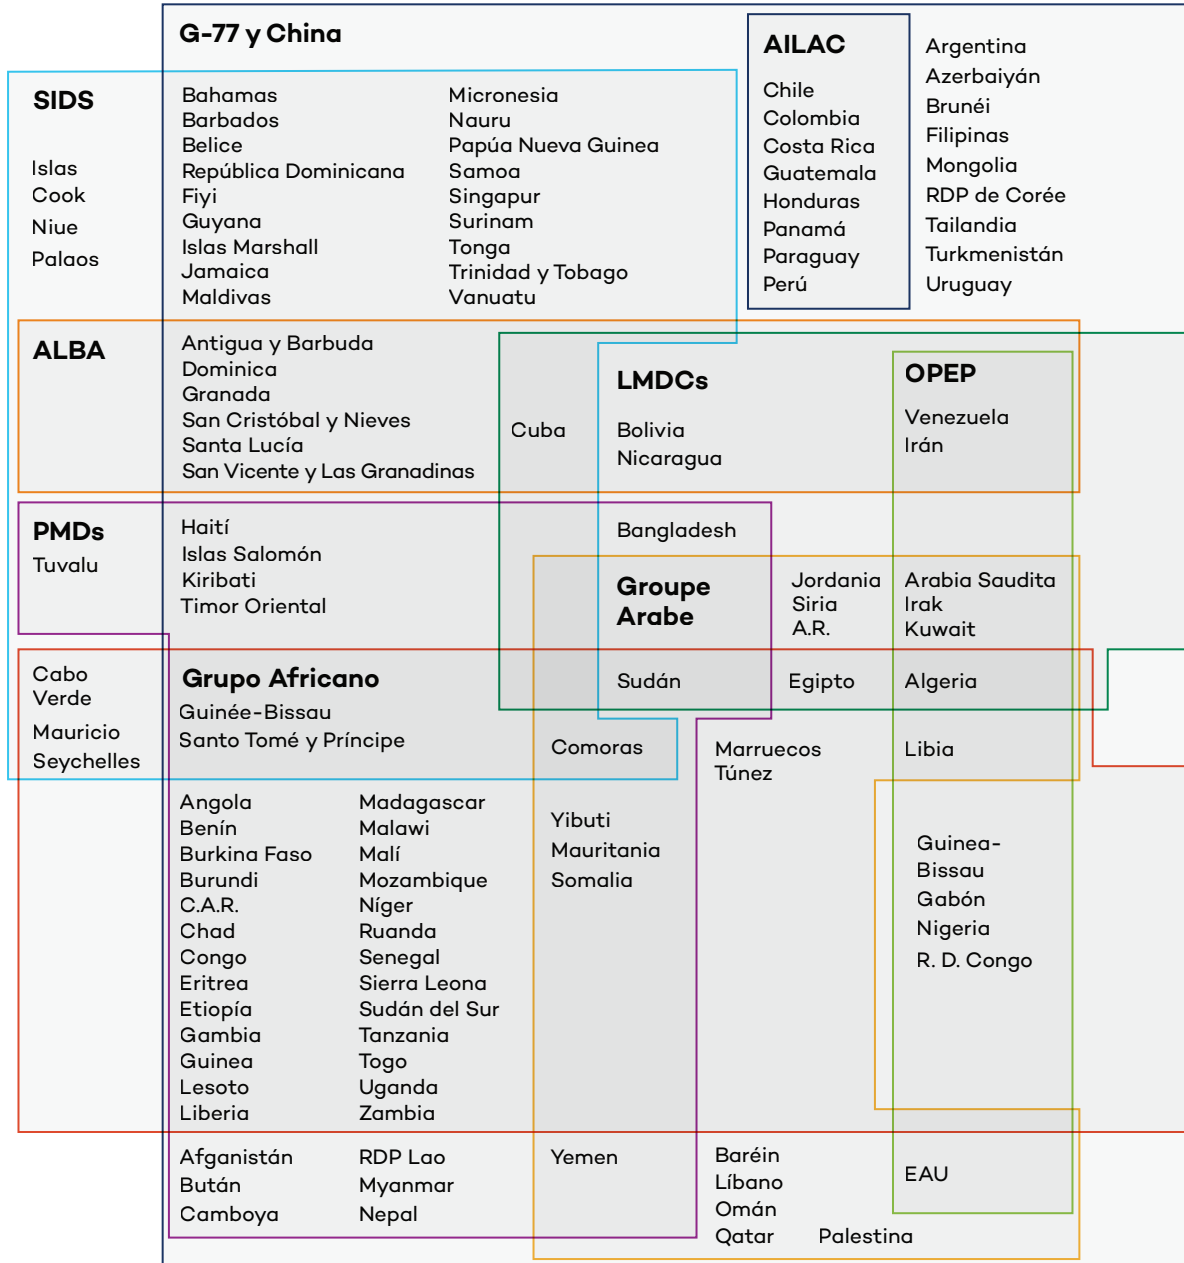 G-77 y China
SIDS
Islas
Cook
Niue
Palaos
Bahamas
Barbados
Belice
República Dominicana
Fiyi
Guyana
Islas Marshall
Jamaica
Maldivas
Micronesia
Nauru
Papúa Nueva Guinea
Samoa
Singapur
Surinam
Tonga
Trinidad y Tobago
Vanuatu
AILAC
Chile
Colombia
Costa Rica
Guatemala
Honduras
Panamá
Paraguay
Perú
Argentina
Azerbaiyán
Brunéi
Filipinas
Mongolia
RDP de Corée
Tailandia
Turkmenistán
Uruguay
ALBA
Antigua y Barbuda
Dominica
Granada
San Cristóbal y Nieves
Santa Lucía
San Vicente y Las Granadinas
Cuba
LMDCs
Bolivia
Nicaragua
OPEP
Venezuela
Irán
PMDs
Tuvalu
Haití
Islas Salomón
Kiribati
Timor Oriental
Bangladesh
Groupe
Arabe
Jordania
Siria
A.R.
Arabia Saudita
Irak
Kuwait
Cabo
Verde
Mauricio
Seychelles
Grupo Africano
Guinée-Bissau
Santo Tomé y Príncipe
Sudán
Egipto
Algeria
Comoras
Marruecos
Túnez
Libia
Angola
Benín
Burkina Faso
Burundi
C.A.R.
Chad
Congo
Eritrea
Etiopía
Gambia
Guinea
Lesoto
Liberia
Madagascar
Malawi
Malí
Mozambique
Níger
Ruanda
Senegal
Sierra Leona
Sudán del Sur
Tanzania
Togo
Uganda
Zambia
Yibuti
Mauritania
Somalia
Guinea-
Bissau
Gabón
Nigeria
R. D. Congo
Afganistán
Bután
Camboya
RDP Lao
Myanmar
Nepal
Yemen
Baréin
Líbano
Omán
Qatar
Palestina
EAU